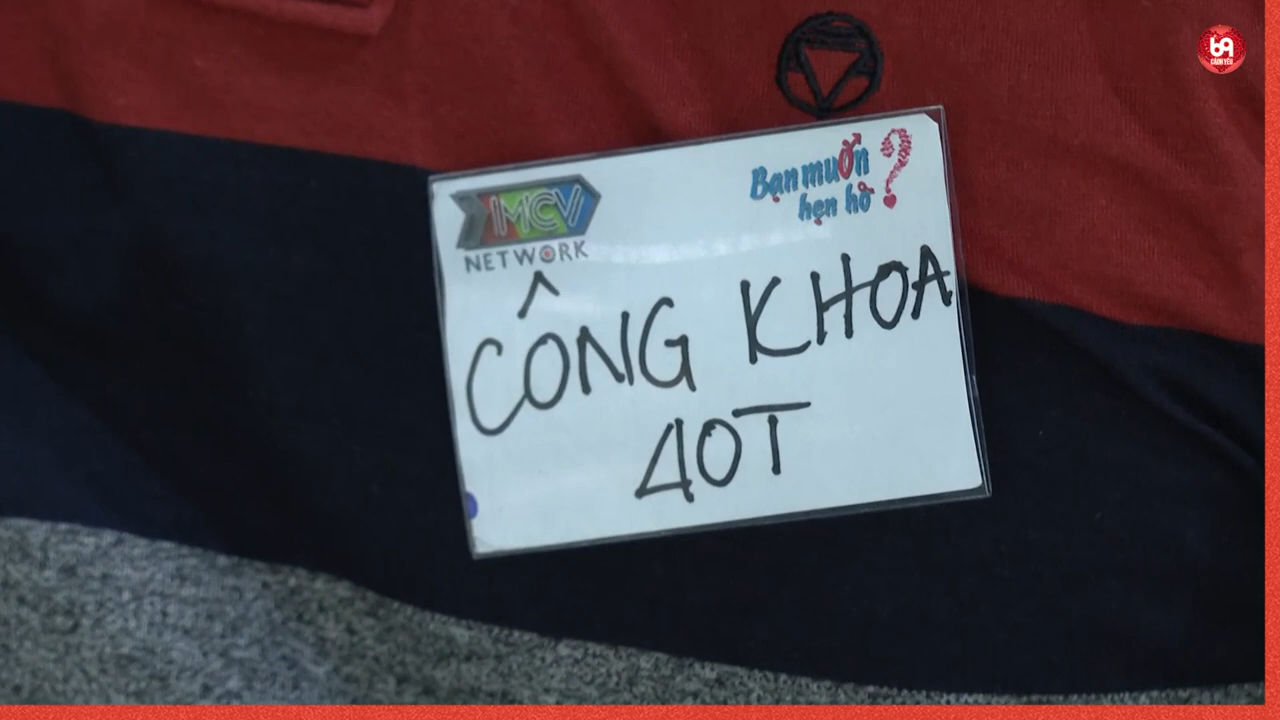 MCV
NETWORK
Bạn muốn
hẹn hò ?
CÔNG KHOA
40T